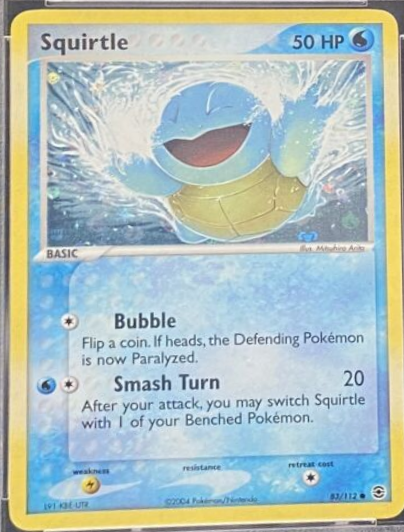 Squirtle 50 HP
Illus. Mitsuhiro Arita
BASIC
Bubble
Flip a coin. If heads, the Defending Pokémon
is now Paralyzed.
Smash Turn 20
After your attack, you may switch Squirtle
with 1 of your Benched Pokémon.
weakness resistance retreat cost
83/112
©2004 Pokémon/Nintendo